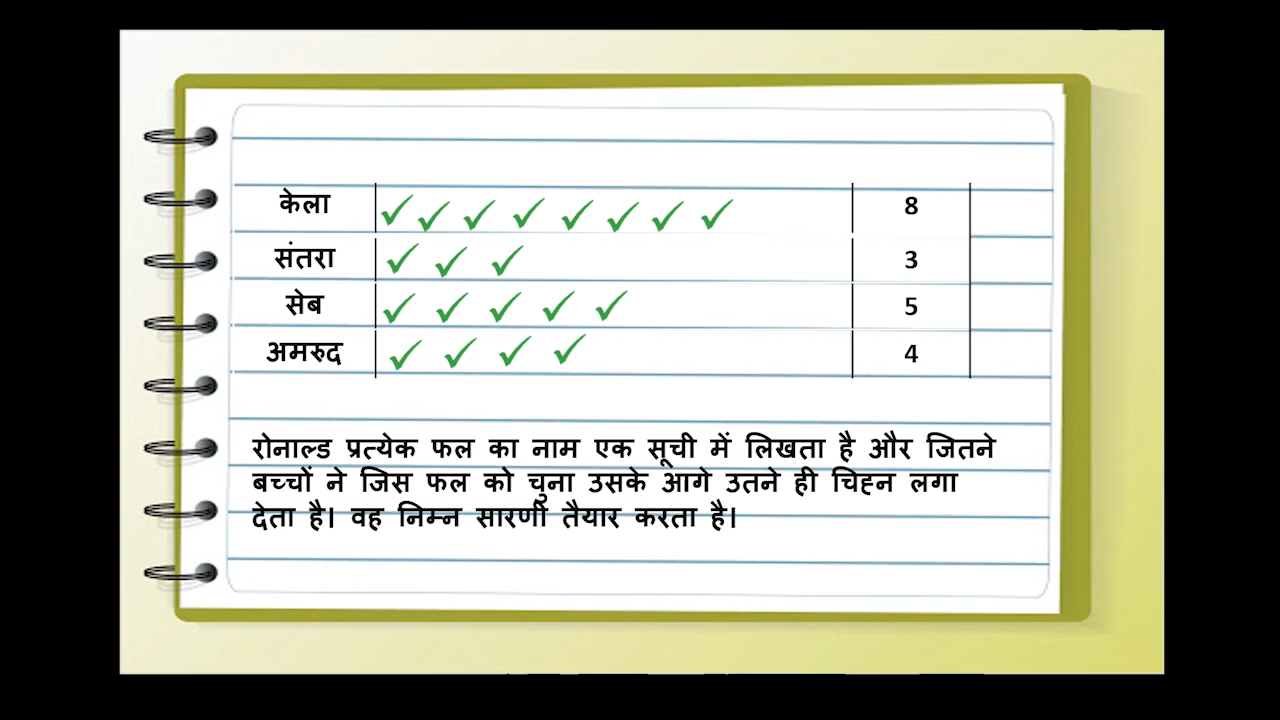 केला ✓ ✓ ✓ ✓ ✓ ✓ ✓ ✓ 8
संतरा ✓ ✓ ✓ 3
सेब ✓ ✓ ✓ ✓ ✓ 5
अमरुद ✓ ✓ ✓ ✓ 4
रोनाल्ड प्रत्येक फल का नाम एक सूची में लिखता है और जितने
बच्चों ने जिस फल को चुना उसके आगे उतने ही चिह्न लगा
देता है। वह निम्न सारणी तैयार करता है।